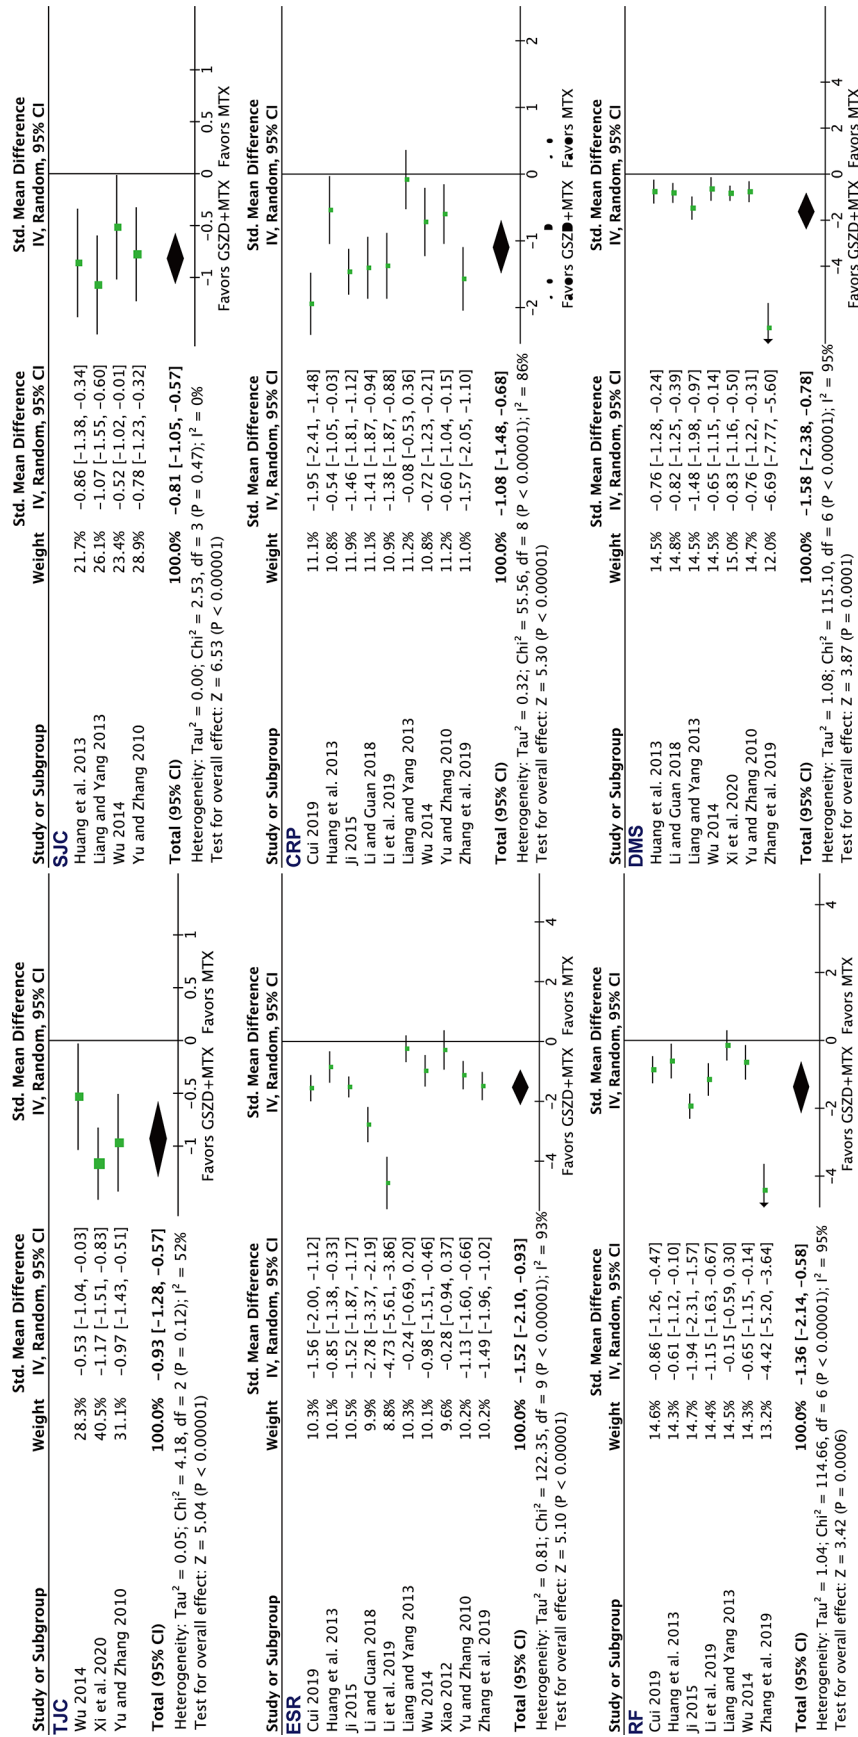 Std. Mean Difference Std. Mean Difference
Study or Subgroup Weight IV, Random, 95% CI IV, Random, 95% CI
TJC
Wu 2014 28.3% −0.53 [−1.04, −0.03]
Xi et al. 2020 40.5% −1.17 [−1.51, −0.83]
Yu and Zhang 2010 31.1% −0.97 [−1.43, −0.51]
Total (95% CI) 100.0% −0.93 [−1.28, −0.57]
Heterogeneity: Tau² = 0.05; Chi² = 4.18, df = 2 (P = 0.12); I² = 52%
Test for overall effect: Z = 5.04 (P < 0.00001)
−1 −0.5 0 0.5 1
Favors GSZD+MTX Favors MTX
Std. Mean Difference Std. Mean Difference
Study or Subgroup Weight IV, Random, 95% CI IV, Random, 95% CI
SJC
Huang et al. 2013 21.7% −0.86 [−1.38, −0.34]
Liang and Yang 2013 26.1% −1.07 [−1.55, −0.60]
Wu 2014 23.4% −0.52 [−1.02, −0.01]
Yu and Zhang 2010 28.9% −0.78 [−1.23, −0.32]
Total (95% CI) 100.0% −0.81 [−1.05, −0.57]
Heterogeneity: Tau² = 0.00; Chi² = 2.53, df = 3 (P = 0.47); I² = 0%
Test for overall effect: Z = 6.53 (P < 0.00001)
−1 −0.5 0 0.5 1
Favors GSZD+MTX Favors MTX
Std. Mean Difference Std. Mean Difference
Study or Subgroup Weight IV, Random, 95% CI IV, Random, 95% CI
ESR
Cui 2019 10.3% −1.56 [−2.00, −1.12]
Huang et al. 2013 10.1% −0.85 [−1.38, −0.33]
Ji 2015 10.5% −1.52 [−1.87, −1.17]
Li and Guan 2018 9.9% −2.78 [−3.37, −2.19]
Li et al. 2019 8.8% −4.73 [−5.61, −3.86]
Liang and Yang 2013 10.3% −0.24 [−0.69, 0.20]
Wu 2014 10.1% −0.98 [−1.51, −0.46]
Xiao 2012 9.6% −0.28 [−0.94, 0.37]
Yu and Zhang 2010 10.2% −1.13 [−1.60, −0.66]
Zhang et al. 2019 10.2% −1.49 [−1.96, −1.02]
Total (95% CI) 100.0% −1.52 [−2.10, −0.93]
Heterogeneity: Tau² = 0.81; Chi² = 122.35, df = 9 (P < 0.00001); I² = 93%
Test for overall effect: Z = 5.10 (P < 0.00001)
−4 −2 0 2 4
Favors GSZD+MTX Favors MTX
Std. Mean Difference Std. Mean Difference
Study or Subgroup Weight IV, Random, 95% CI IV, Random, 95% CI
CRP
Cui 2019 11.1% −1.95 [−2.41, −1.48]
Huang et al. 2013 10.8% −0.54 [−1.05, −0.03]
Ji 2015 11.9% −1.46 [−1.81, −1.12]
Li and Guan 2018 11.1% −1.41 [−1.87, −0.94]
Li et al. 2019 10.9% −1.38 [−1.87, −0.88]
Liang and Yang 2013 11.2% −0.08 [−0.53, 0.36]
Wu 2014 10.8% −0.72 [−1.23, −0.21]
Yu and Zhang 2010 11.2% −0.60 [−1.04, −0.15]
Zhang et al. 2019 11.0% −1.57 [−2.05, −1.10]
Total (95% CI) 100.0% −1.08 [−1.48, −0.68]
Heterogeneity: Tau² = 0.32; Chi² = 55.56, df = 8 (P < 0.00001); I² = 86%
Test for overall effect: Z = 5.30 (P < 0.00001)
−2 −1 0 1 2
Favors GSZD+MTX Favors MTX
Std. Mean Difference Std. Mean Difference
Study or Subgroup Weight IV, Random, 95% CI IV, Random, 95% CI
RF
Cui 2019 14.6% −0.86 [−1.26, −0.47]
Huang et al. 2013 14.3% −0.61 [−1.12, −0.10]
Ji 2015 14.7% −1.94 [−2.31, −1.57]
Li et al. 2019 14.4% −1.15 [−1.63, −0.67]
Liang and Yang 2013 14.5% −0.15 [−0.59, 0.30]
Wu 2014 14.3% −0.65 [−1.15, −0.14]
Zhang et al. 2019 13.2% −4.42 [−5.20, −3.64]
Total (95% CI) 100.0% −1.36 [−2.14, −0.58]
Heterogeneity: Tau² = 1.04; Chi² = 114.66, df = 6 (P < 0.00001); I² = 95%
Test for overall effect: Z = 3.42 (P = 0.0006)
−4 −2 0 2 4
Favors GSZD+MTX Favors MTX
Std. Mean Difference Std. Mean Difference
Study or Subgroup Weight IV, Random, 95% CI IV, Random, 95% CI
DMS
Huang et al. 2013 14.5% −0.76 [−1.28, −0.24]
Li and Guan 2018 14.8% −0.82 [−1.25, −0.39]
Liang and Yang 2013 14.5% −1.48 [−1.98, −0.97]
Wu 2014 14.5% −0.65 [−1.15, −0.14]
Xi et al. 2020 15.0% −0.83 [−1.16, −0.50]
Yu and Zhang 2010 14.7% −0.76 [−1.22, −0.31]
Zhang et al. 2019 12.0% −6.69 [−7.77, −5.60]
Total (95% CI) 100.0% −1.58 [−2.38, −0.78]
Heterogeneity: Tau² = 1.08; Chi² = 115.10, df = 6 (P < 0.00001); I² = 95%
Test for overall effect: Z = 3.87 (P = 0.0001)
−4 −2 0 2 4
Favors GSZD+MTX Favors MTX